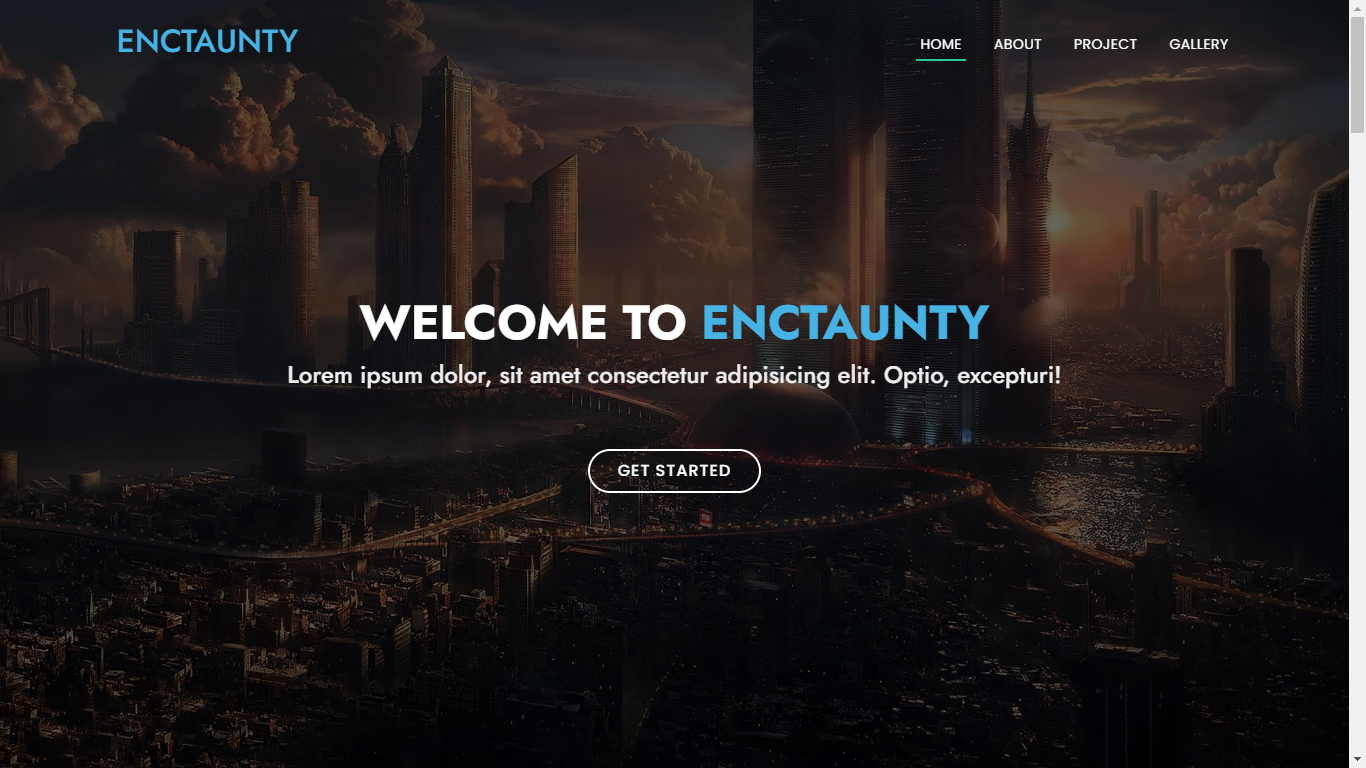 ENCTAUNTY
HOME ABOUT PROJECT GALLERY
WELCOME TO ENCTAUNTY
Lorem ipsum dolor, sit amet consectetur adipisicing elit. Optio, excepturi!
GET STARTED